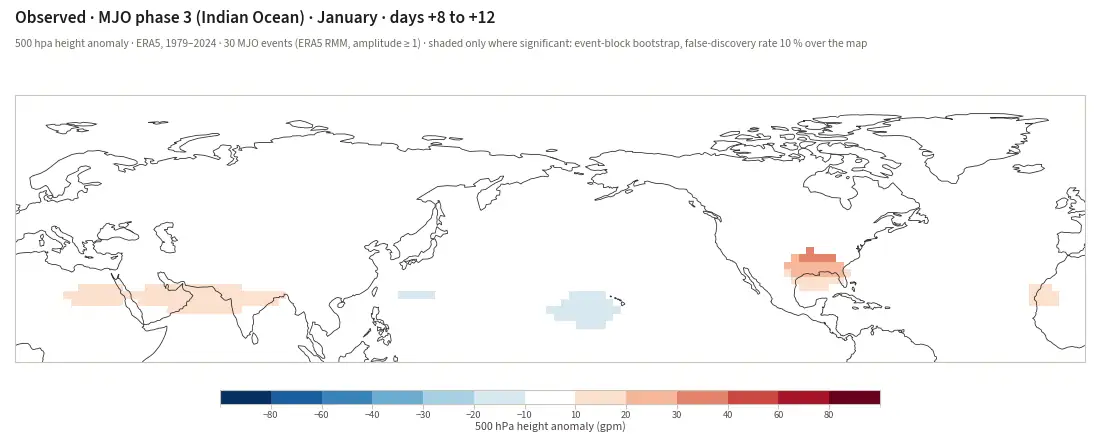 Observed · MJO phase 3 (Indian Ocean) · January · days +8 to +12
500 hpa height anomaly · ERA5, 1979–2024 · 30 MJO events (ERA5 RMM, amplitude ≥ 1) · shaded only where significant: event-block bootstrap, false-discovery rate 10 % over the map
−80 −60 −40 −30 −20 −10 10 20 30 40 60 80
500 hPa height anomaly (gpm)